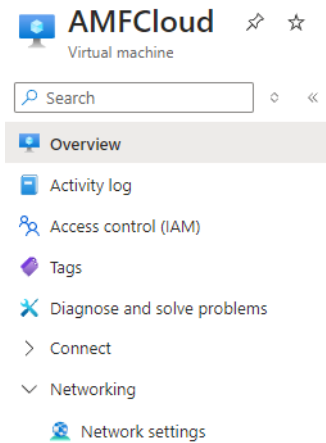 AMFCloud
Virtual machine
Search
Overview
Activity log
Access control (IAM)
Tags
Diagnose and solve problems
Connect
Networking
Network settings